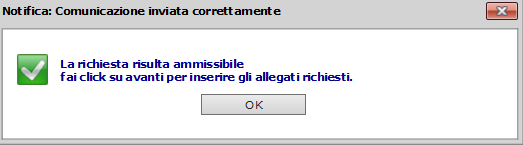 Notifica: Comunicazione inviata correttamente
La richiesta risulta ammissibile
fai click su avanti per inserire gli allegati richiesti.
OK